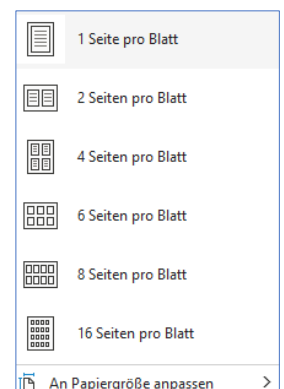 1 Seite pro Blatt
2 Seiten pro Blatt
4 Seiten pro Blatt
6 Seiten pro Blatt
8 Seiten pro Blatt
16 Seiten pro Blatt
An Papiergröße anpassen